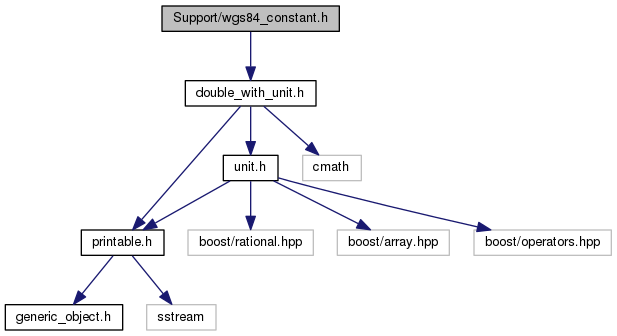 Support/wgs84_constant.h
double_with_unit.h
unit.h
cmath
printable.h
boost/rational.hpp
boost/array.hpp
boost/operators.hpp
generic_object.h
sstream